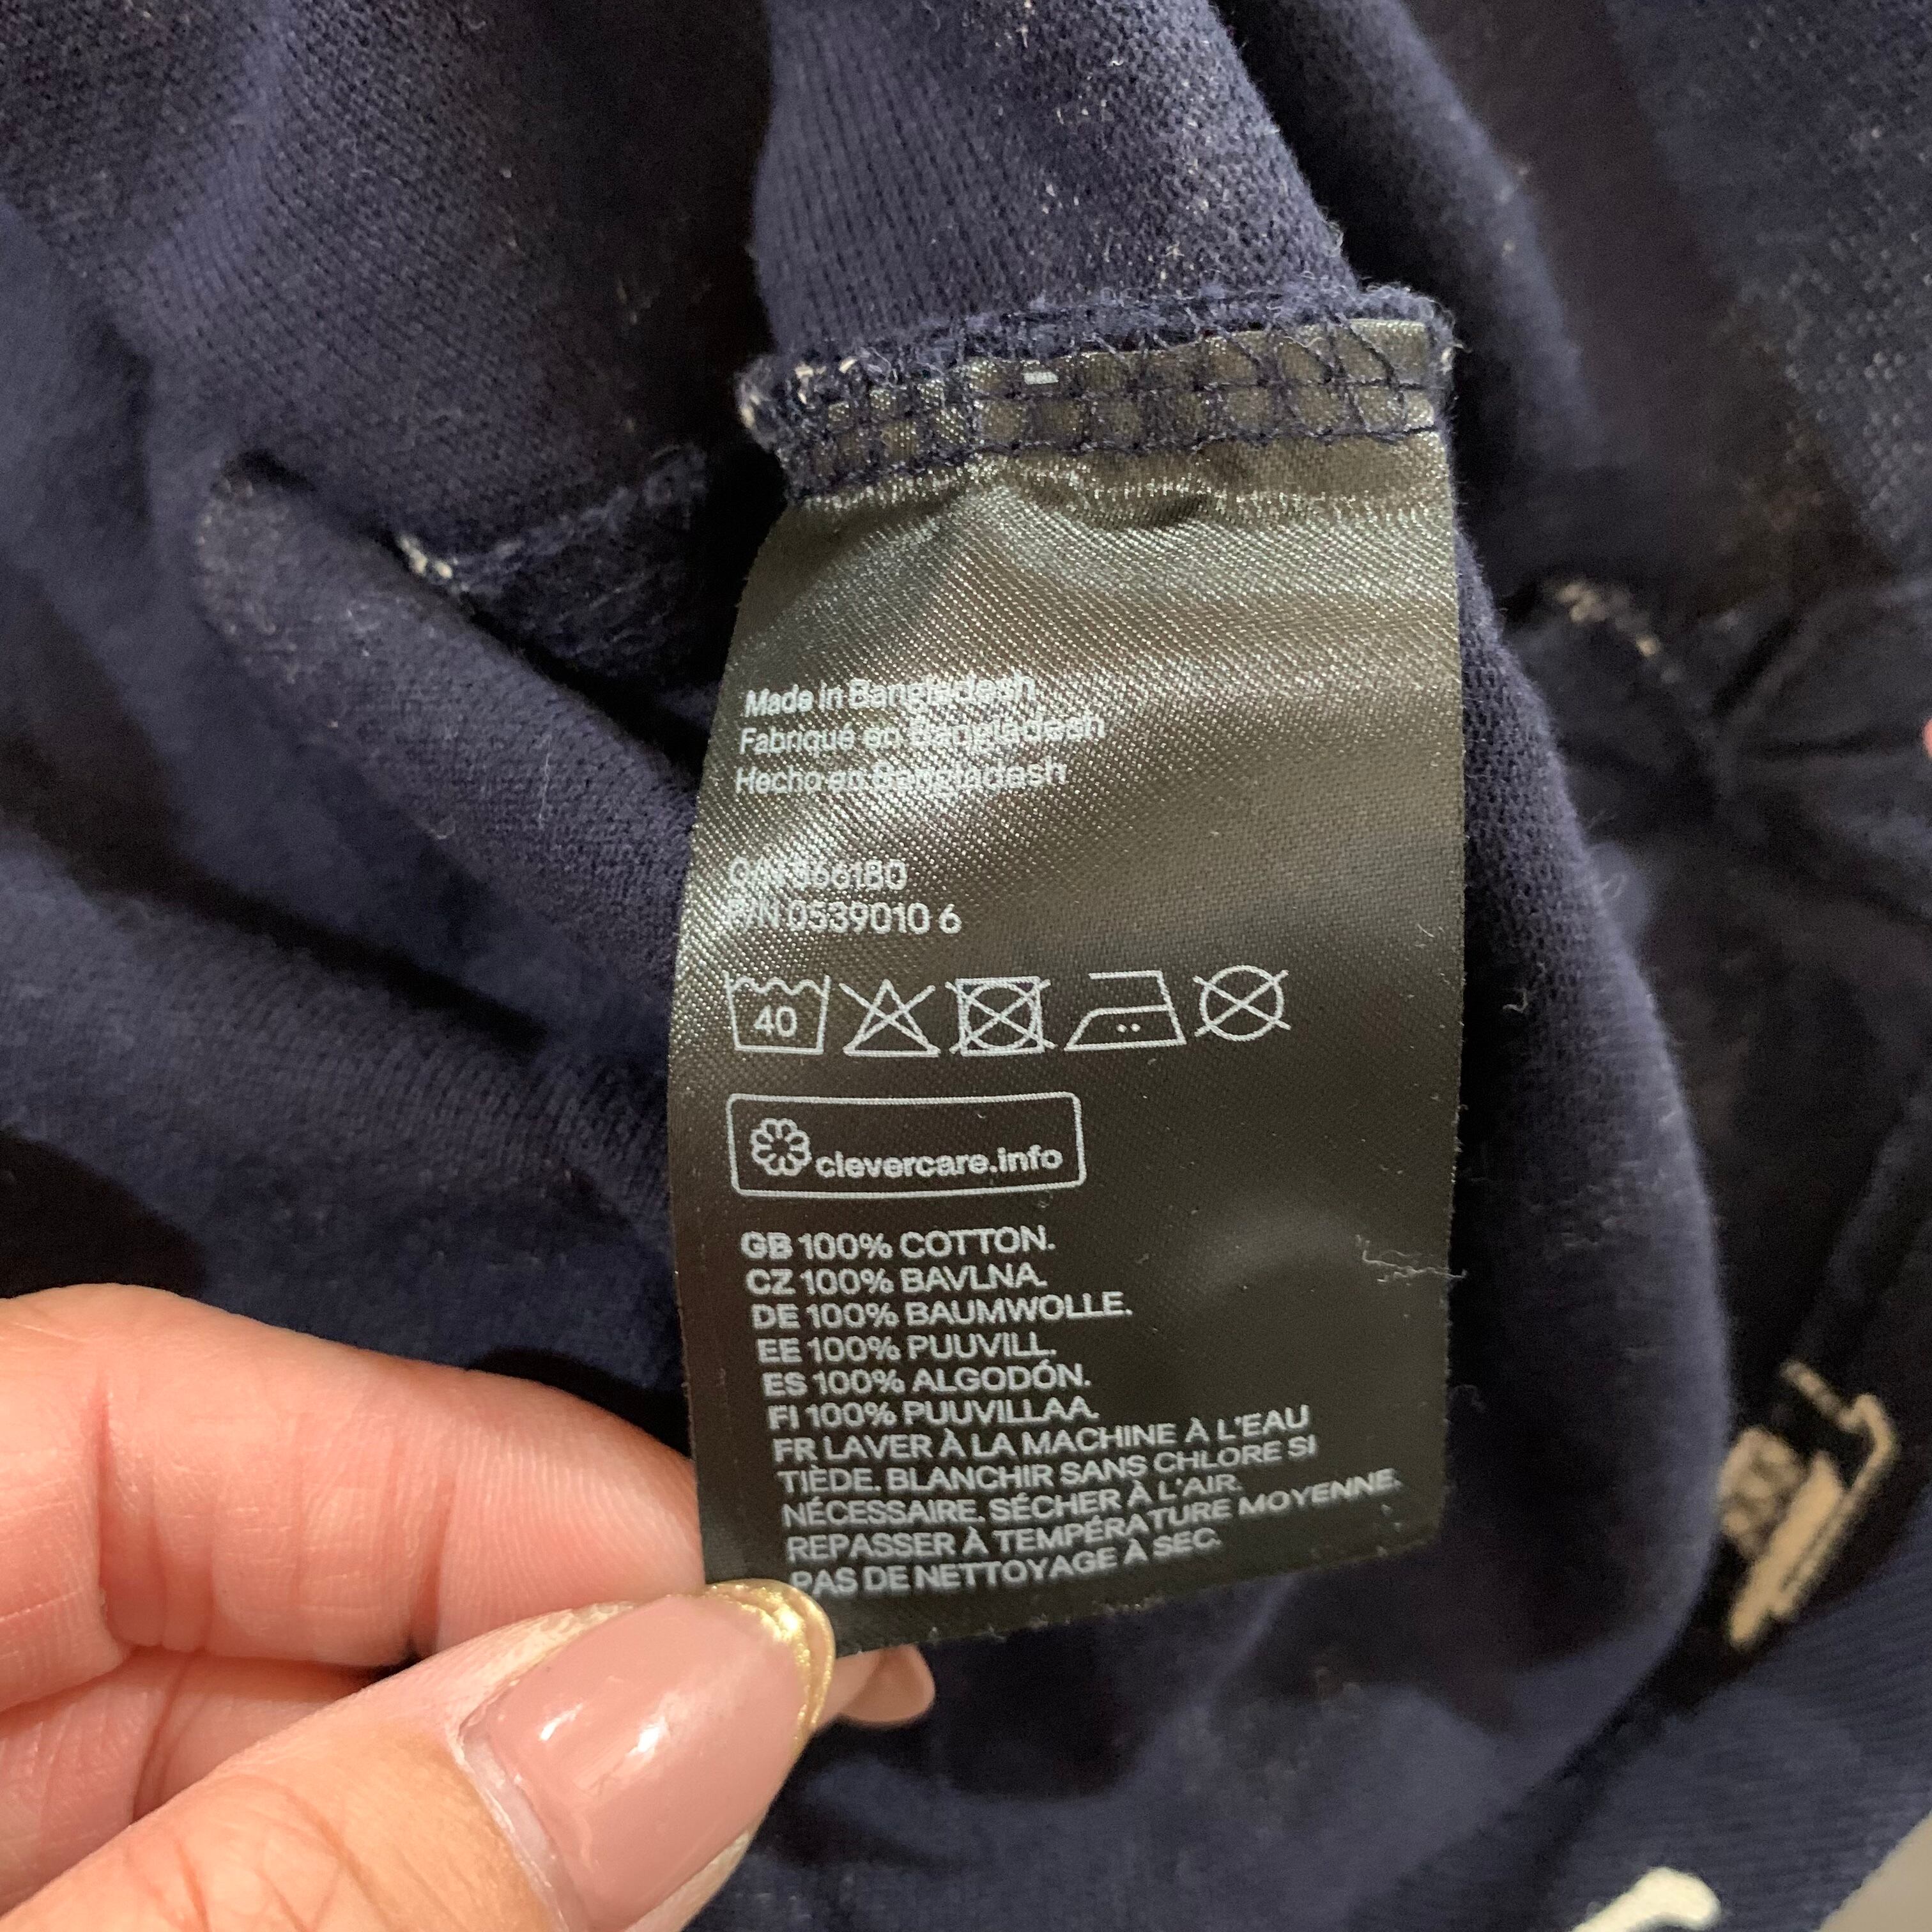 Made in Bangladesh
Fabriqué en Bangladesh
Hecho en Bangladesh
366180
P/N 0539010 6
40
clevercare.info
GB 100% COTTON.
CZ 100% BAVLNA.
DE 100% BAUMWOLLE.
EE 100% PUUVILL.
ES 100% ALGODÓN.
FI 100% PUUVILLAA.
FR LAVER À LA MACHINE À L'EAU
TIÈDE. BLANCHIR SANS CHLORE SI
NÉCESSAIRE. SÉCHER À L'AIR.
REPASSER À TEMPÉRATURE MOYENNE.
PAS DE NETTOYAGE À SEC.